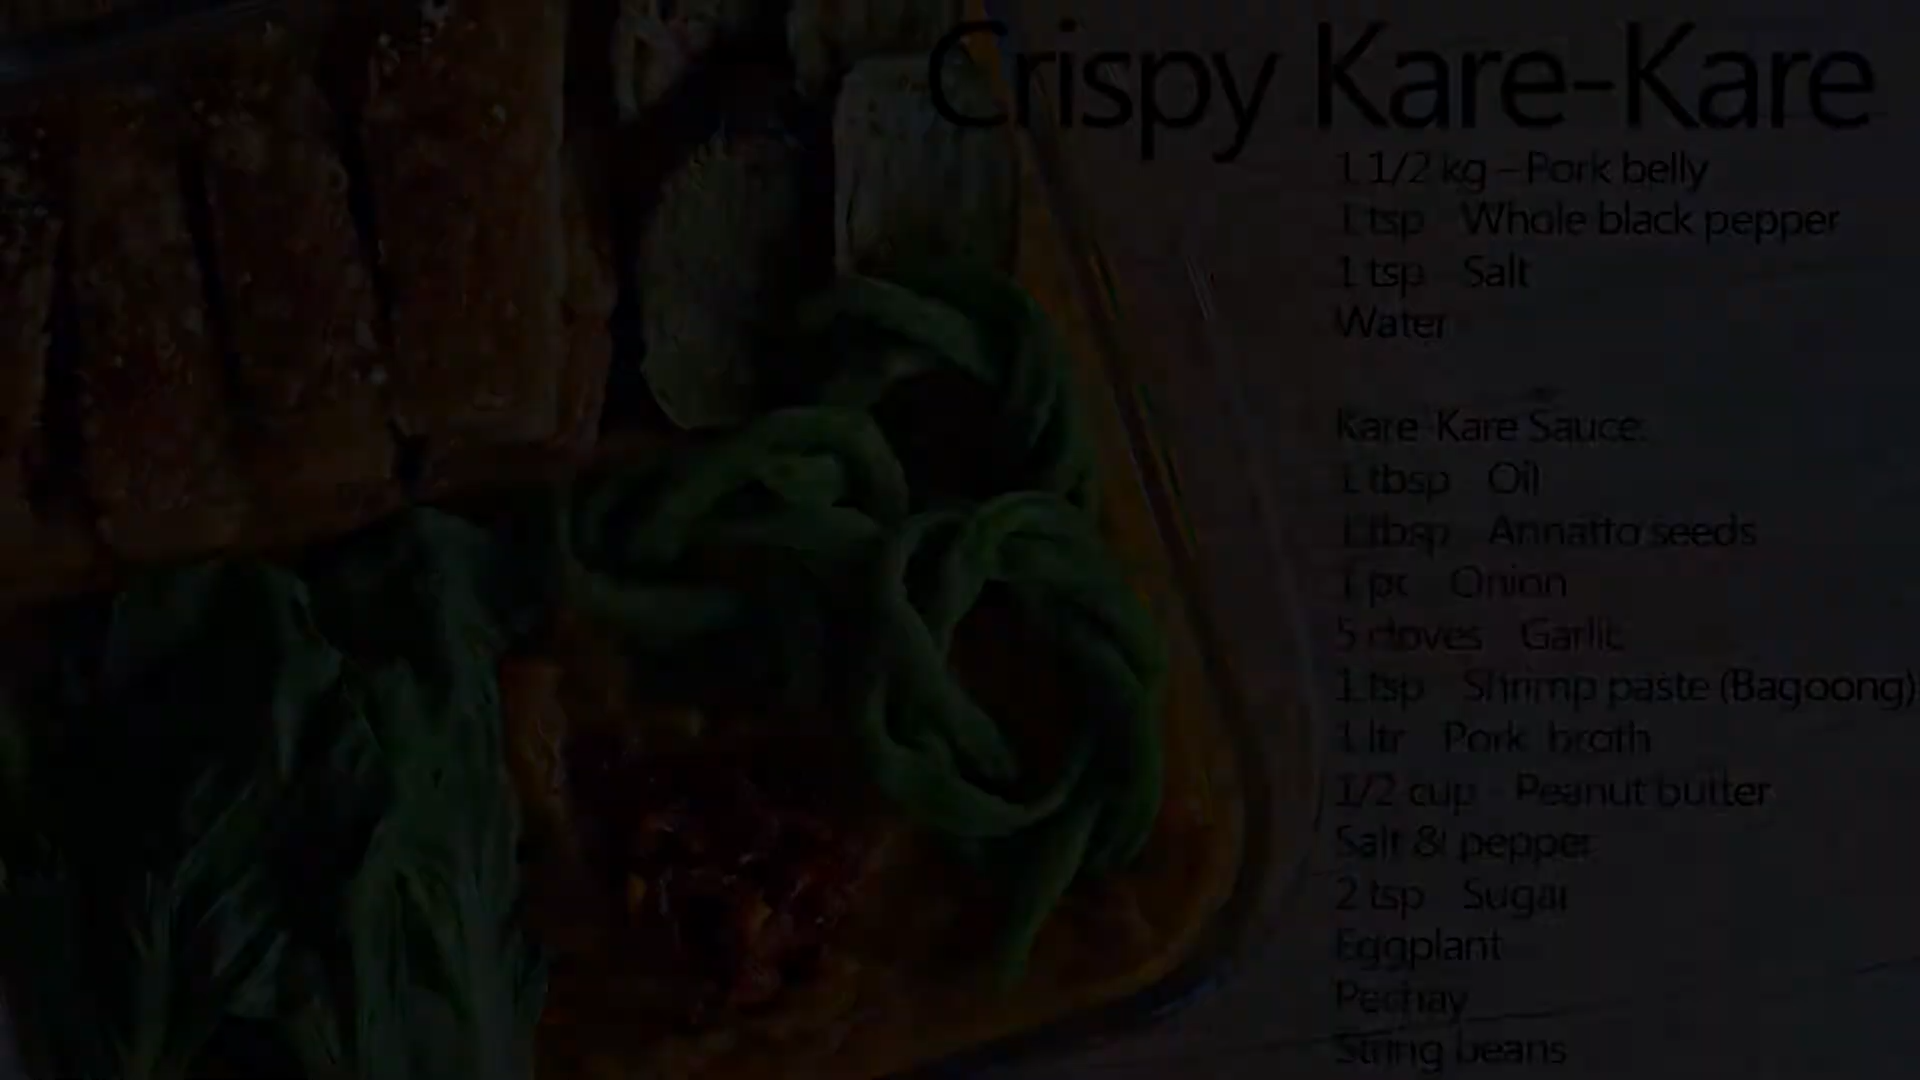 Crispy Kare-Kare
1 1/2 kg – Pork belly
1 tsp   Whole black pepper
1 tsp   Salt
Water
Kare-Kare Sauce:
1 tbsp   Oil
1 tbsp   Annatto seeds
1 pc   Onion
5 cloves   Garlic
1 tsp   Shrimp paste (Bagoong)
1 ltr   Pork broth
1/2 cup - Peanut butter
Salt & pepper
2 tsp   Sugar
Eggplant
Pechay
String beans